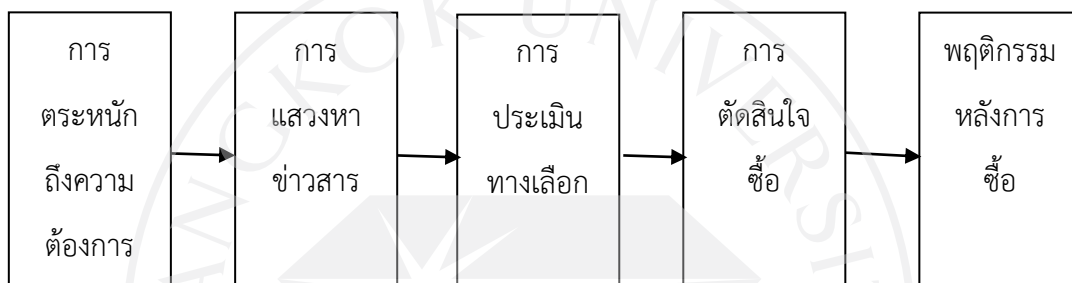 การ
ตระหนัก
ถึงความ
ต้องการ
การ
แสวงหา
ข่าวสาร
การ
ประเมิน
ทางเลือก
การ
ตัดสินใจ
ซื้อ
พฤติกรรม
หลังการ
ซื้อ